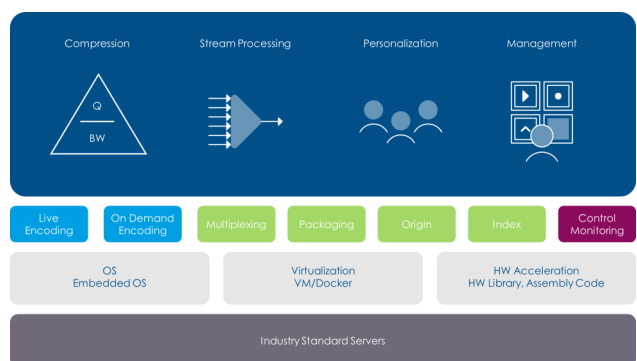 Compression
Stream Processing
Personalization
Management
Q
BW
Live
Encoding
On Demand
Encoding
Multiplexing
Packaging
Origin
Index
Control
Monitoring
OS
Embedded OS
Virtualization
VM/Docker
HW Acceleration
HW Library, Assembly Code
Industry Standard Servers